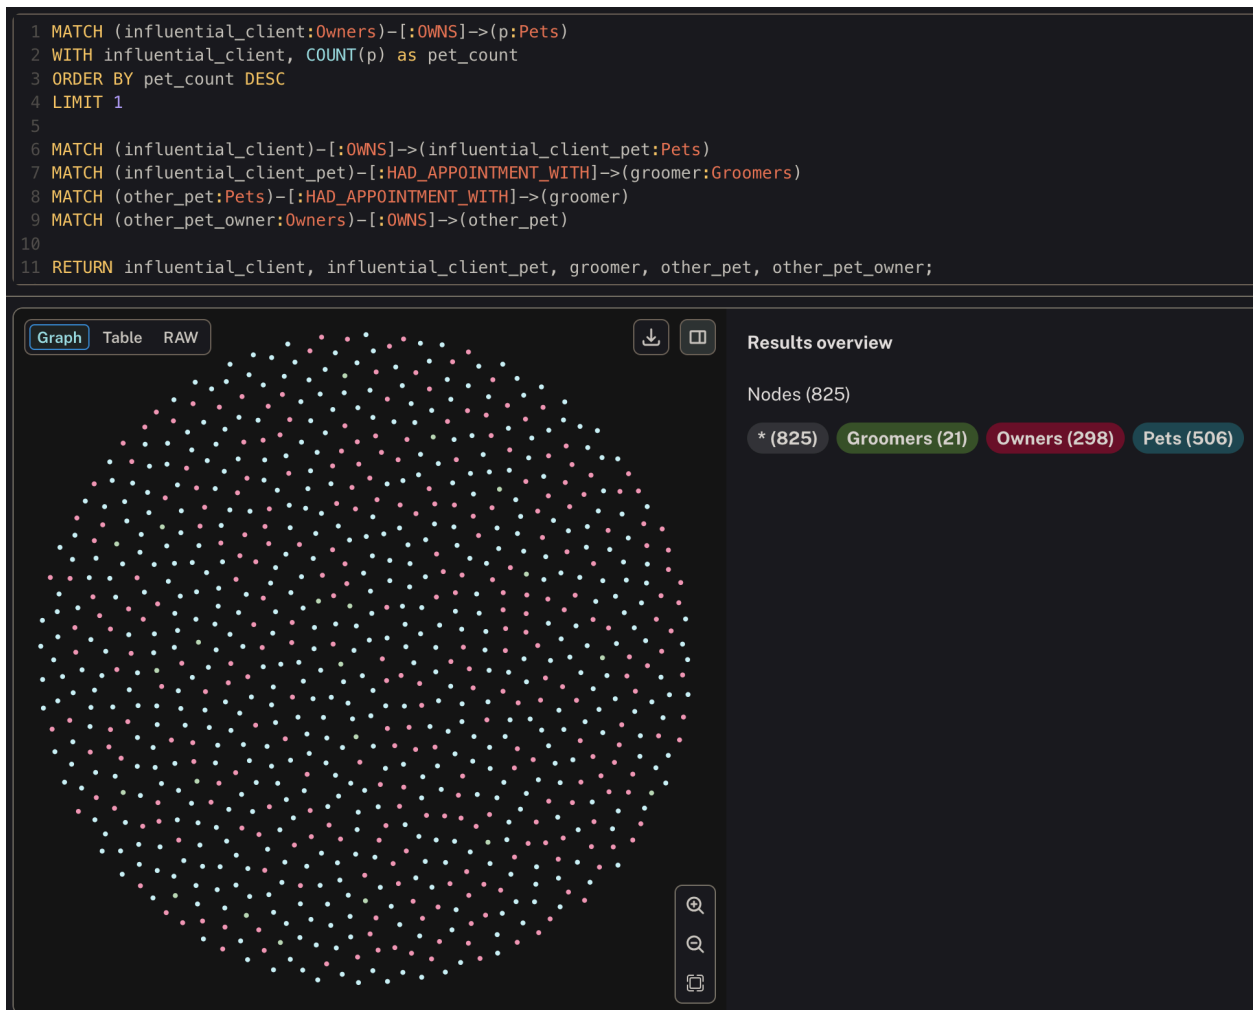 1 MATCH (influential_client:Owners)-[:OWNS]->(p:Pets)
2 WITH influential_client, COUNT(p) as pet_count
3 ORDER BY pet_count DESC
4 LIMIT 1
5
6 MATCH (influential_client)-[:OWNS]->(influential_client_pet:Pets)
7 MATCH (influential_client_pet)-[:HAD_APPOINTMENT_WITH]->(groomer:Groomers)
8 MATCH (other_pet:Pets)-[:HAD_APPOINTMENT_WITH]->(groomer)
9 MATCH (other_pet_owner:Owners)-[:OWNS]->(other_pet)
10
11 RETURN influential_client, influential_client_pet, groomer, other_pet, other_pet_owner;
Graph Table RAW
Results overview
Nodes (825)
* (825) Groomers (21) Owners (298) Pets (506)